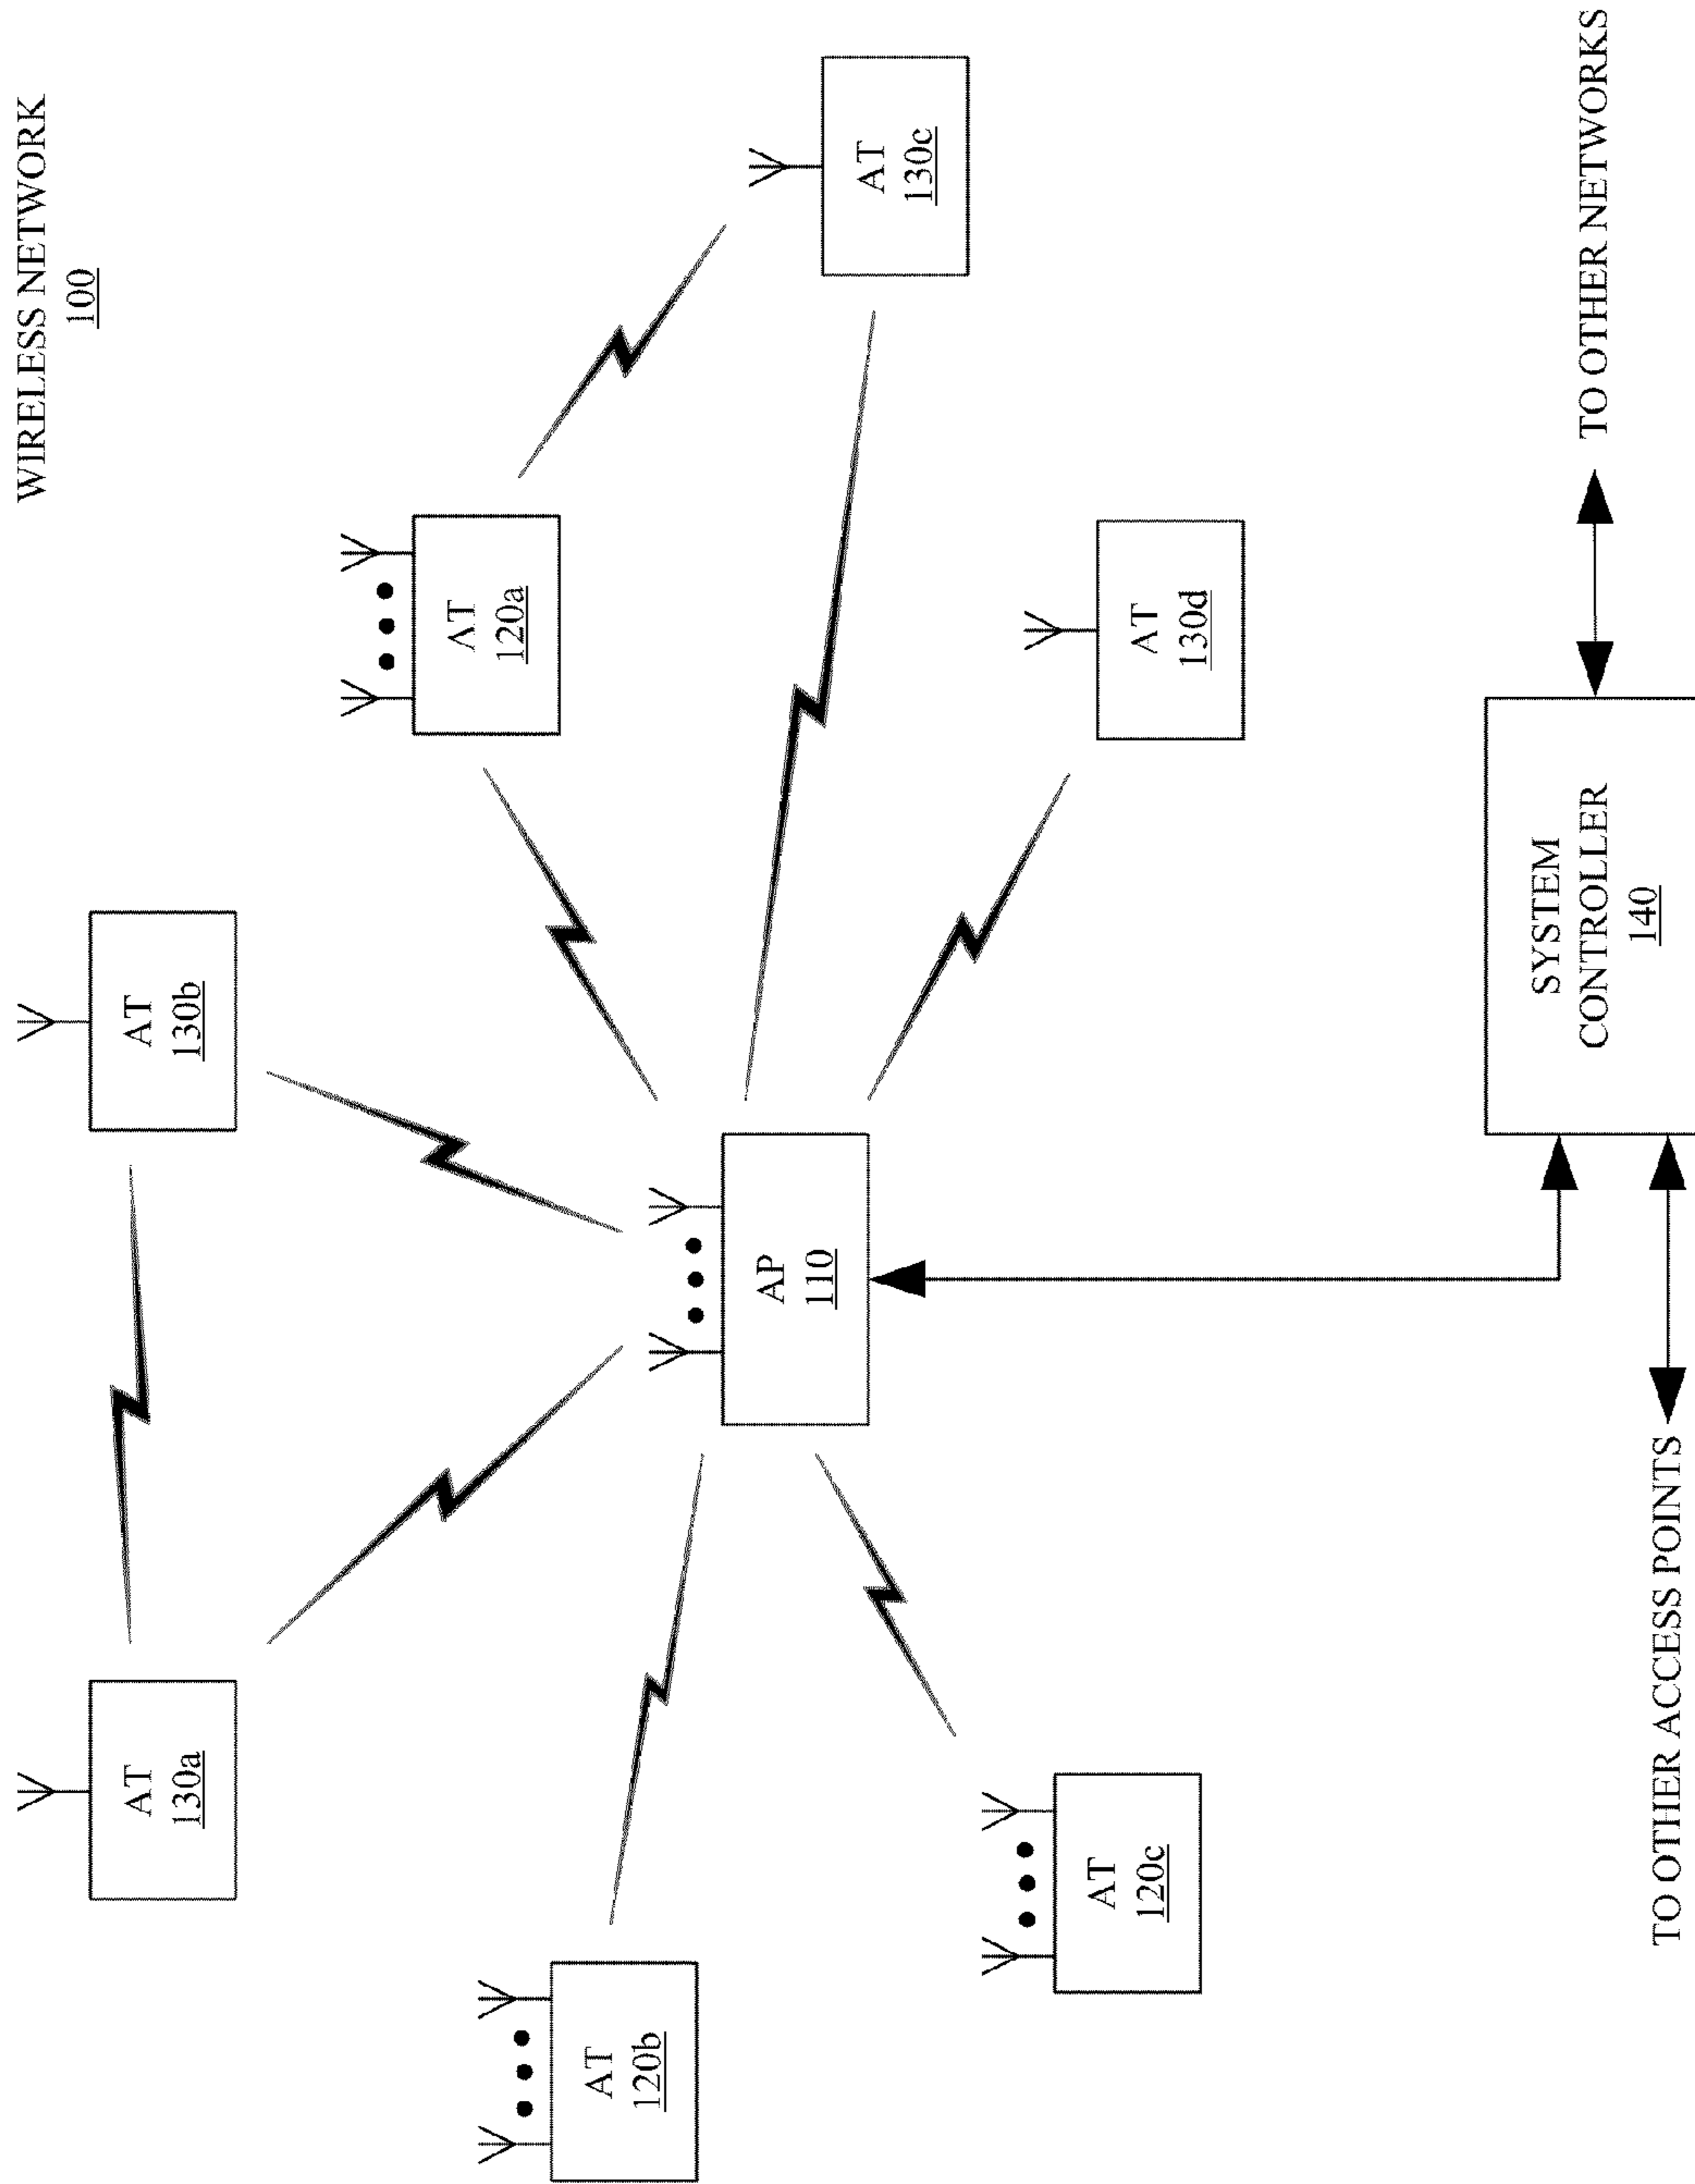 WIRELESS NETWORK
100
AT
130a
AT
130b
AT
120a
AT
120b
AP
110
AT
130c
AT
120c
AT
130d
SYSTEM
CONTROLLER
140
TO OTHER NETWORKS
TO OTHER ACCESS POINTS